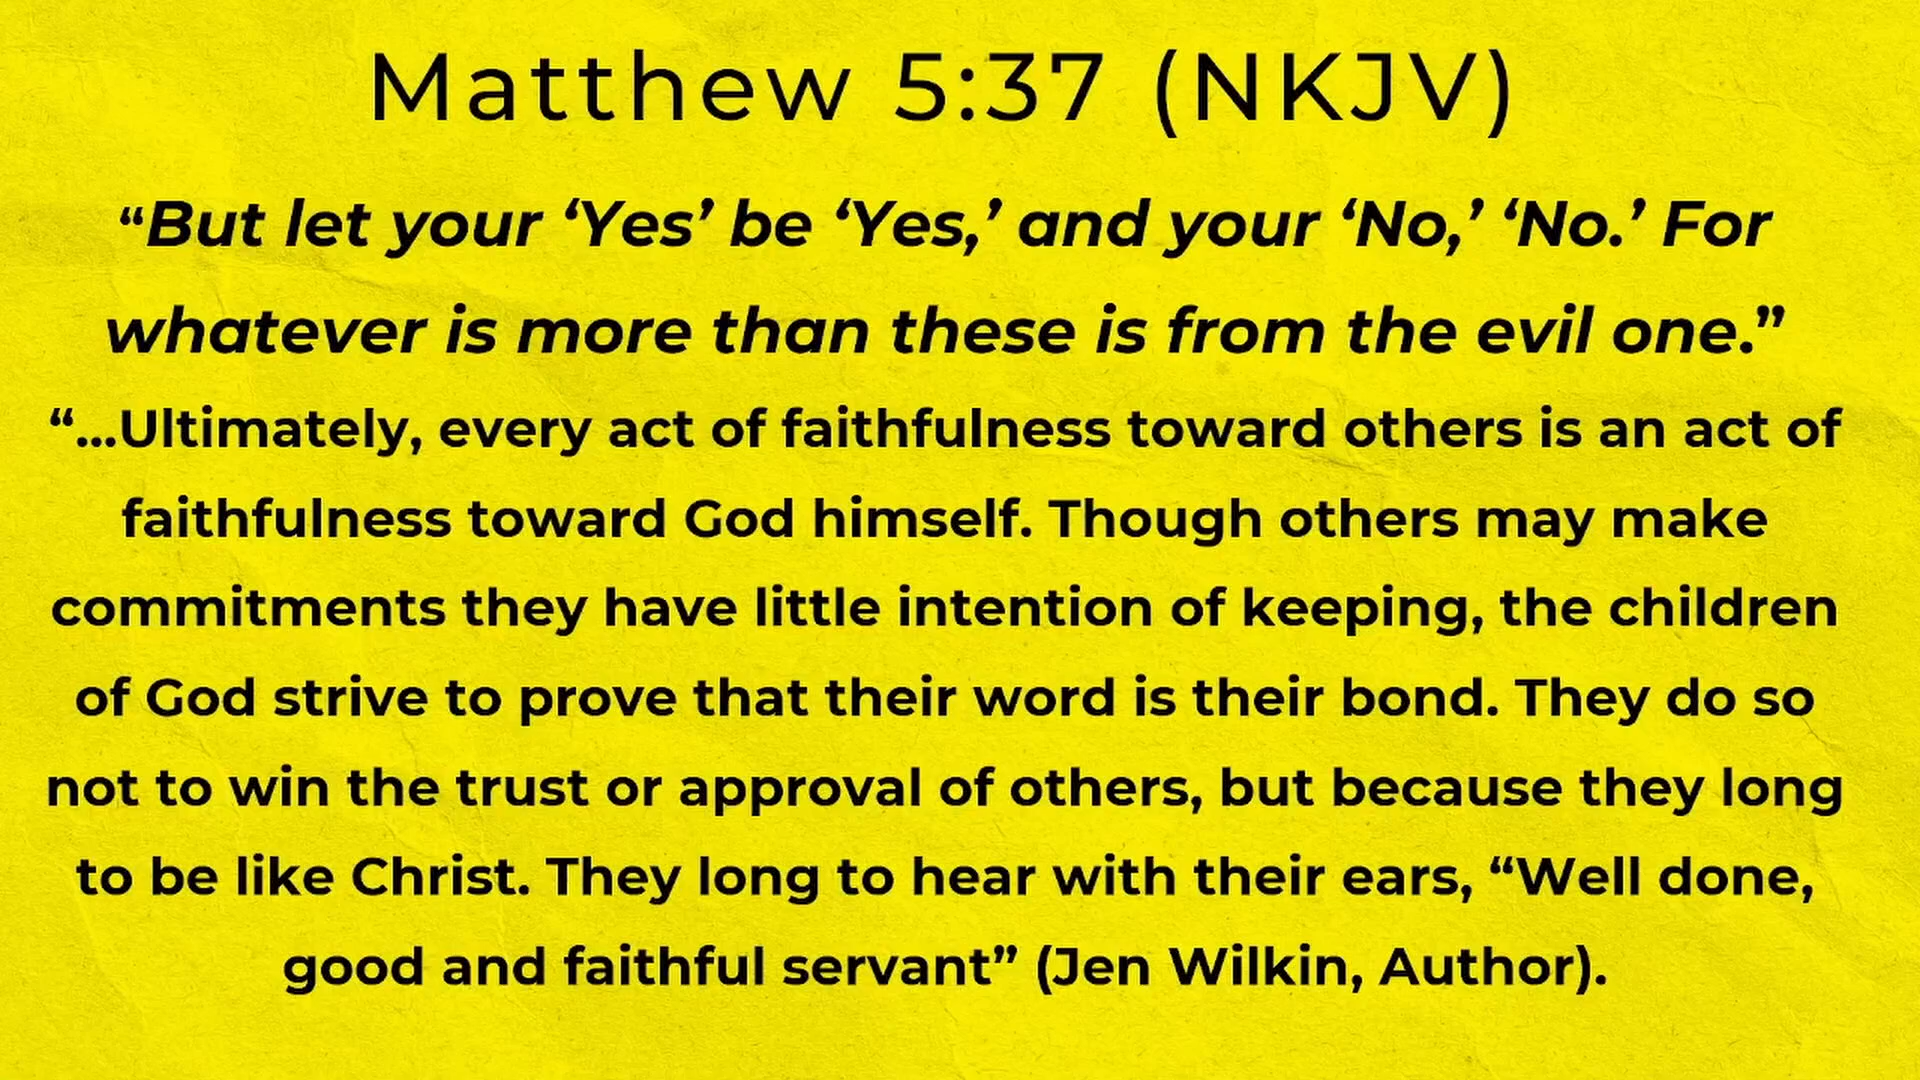 Matthew 5:37 (NKJV)
“But let your ‘Yes’ be ‘Yes,’ and your ‘No,’ ‘No.’ For
whatever is more than these is from the evil one.”
“...Ultimately, every act of faithfulness toward others is an act of
faithfulness toward God himself. Though others may make
commitments they have little intention of keeping, the children
of God strive to prove that their word is their bond. They do so
not to win the trust or approval of others, but because they long
to be like Christ. They long to hear with their ears, “Well done,
good and faithful servant” (Jen Wilkin, Author).